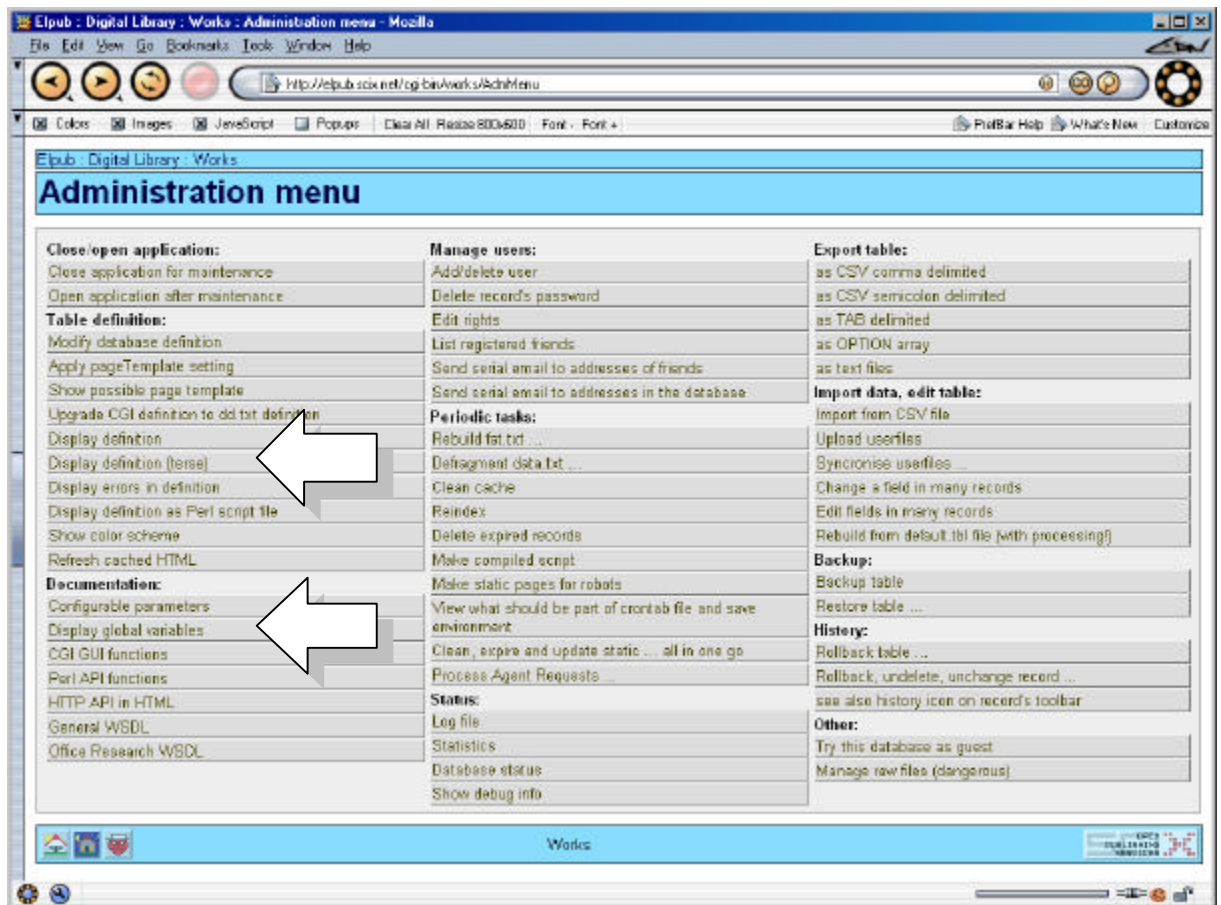 Elpub : Digital Library : Works : Administration menu - Mozilla
File Edit View Go Bookmarks Tools Window Help
http://elpub.scix.net/cgi-bin/works/AdmMenu
Colors Images JavaScript Popups Clear All Resize 800x600 Font - Font + PrefBar Help What's New Customize
Elpub : Digital Library : Works
Administration menu
Close/open application:
Close application for maintenance
Open application after maintenance
Table definition:
Modify database definition
Apply pageTemplate setting
Show possible page template
Upgrade CGI definition to dd.txt definition
Display definition
Display definition (terse)
Display errors in definition
Display definition as Perl script file
Show color scheme
Refresh cached HTML
Documentation:
Configurable parameters
Display global variables
CGI GUI functions
Perl API functions
HTTP API in HTML
General WSDL
Office Research WSDL
Manage users:
Add/delete user
Delete record's password
Edit rights
List registered friends
Send serial email to addresses of friends
Send serial email to addresses in the database
Periodic tasks:
Rebuild fat.txt ...
Defragment data.txt ...
Clean cache
Reindex
Delete expired records
Make compiled script
Make static pages for robots
View what should be part of crontab file and save
environment
Clean, expire and update static ... all in one go
Process Agent Requests ...
Status:
Log file
Statistics
Database status
Show debug info
Export table:
as CSV comma delimited
as CSV semicolon delimited
as TAB delimited
as OPTION array
as text files
Import data, edit table:
Import from CSV file
Upload userfiles
Syncronise userfiles ...
Change a field in many records
Edit fields in many records
Rebuild from default.tbl file (with processing!)
Backup:
Backup table
Restore table ...
History:
Rollback table ...
Rollback, undelete, unchange record ...
see also history icon on record's toolbar
Other:
Try this database as guest
Manage raw files (dangerous)
Works
OPEN
PUBLISHING